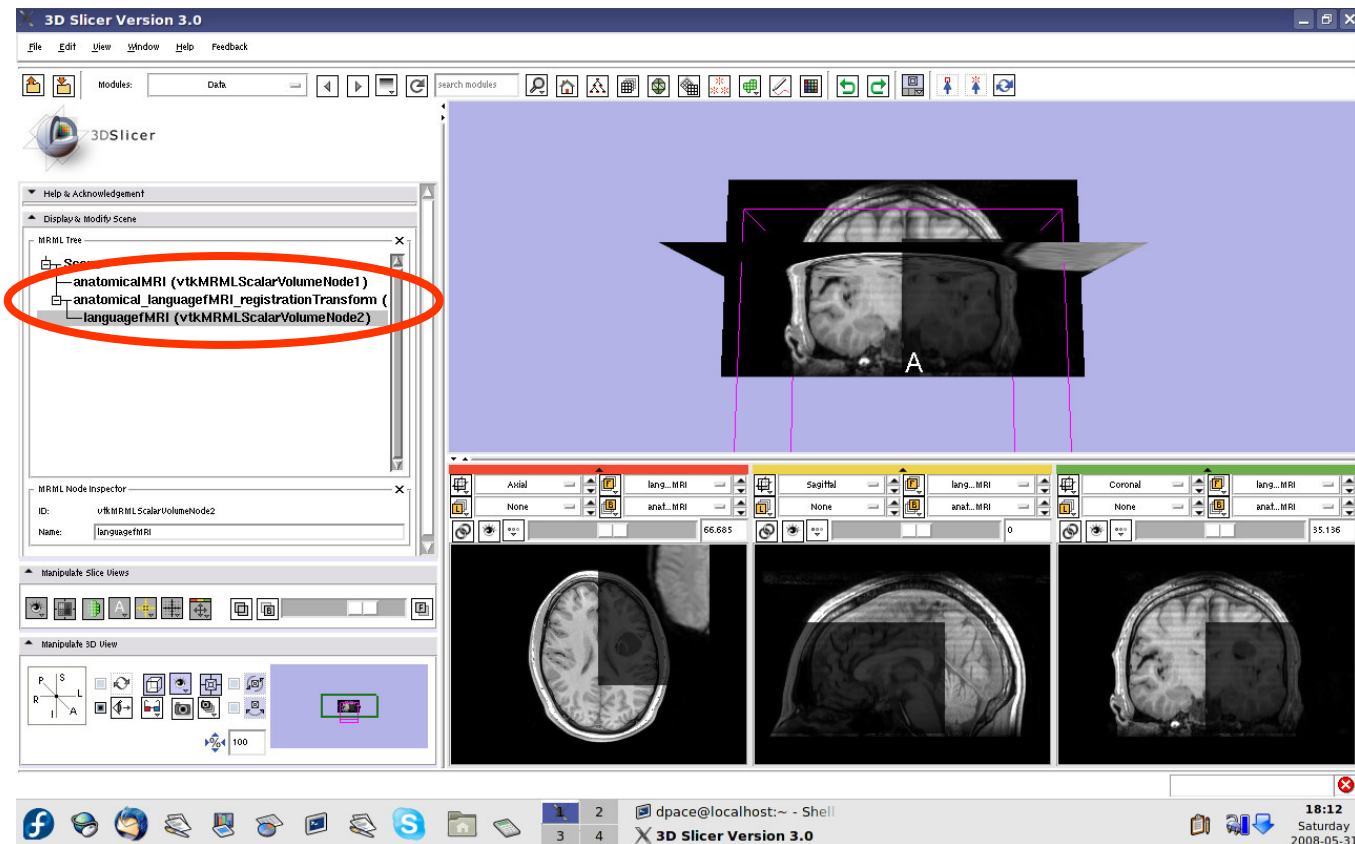 3D Slicer Version 3.0
File Edit View Window Help Feedback
Modules: Data search modules
3DSlicer
Help & Acknowledgement
Display & Modify Scene
MRML Tree
anatomicalMRI (vtkMRMLScalarVolumeNode1)
anatomical_languagefMRI_registrationTransform (
languagefMRI (vtkMRMLScalarVolumeNode2)
MRML Node Inspector
ID: vtkMRMLScalarVolumeNode2
Name: languagefMRI
Manipulate Slice Views
Manipulate 3D View
P S
R L
I A
% 100
A
Axial lang...MRI
None anat...MRI
66.685
Sagittal lang...MRI
None anat...MRI
0
Coronal lang...MRI
None anat...MRI
35.136
1 2
3 4
dpace@localhost:~ - Shell
3D Slicer Version 3.0
18:12
Saturday
2008-05-31